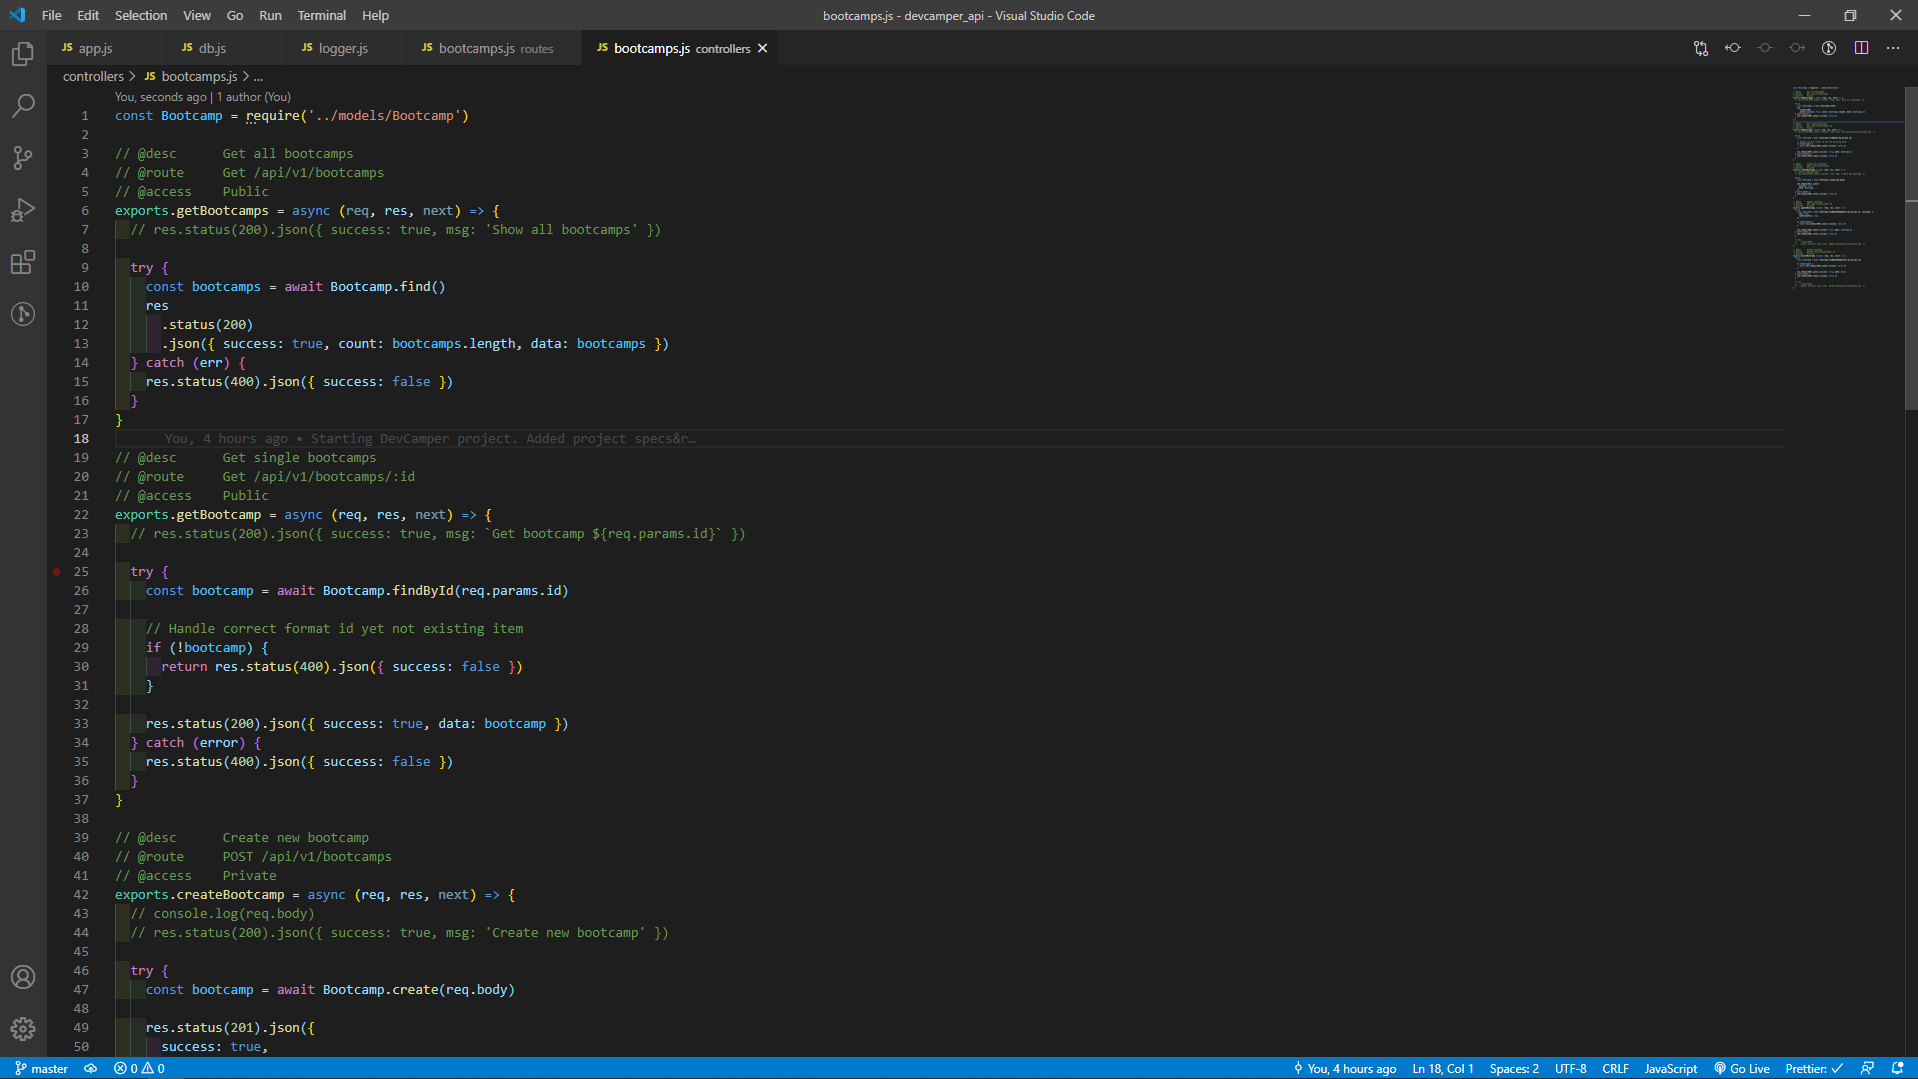 File Edit Selection View Go Run Terminal Help
bootcamps.js - devcamper_api - Visual Studio Code
JS app.js JS db.js JS logger.js JS bootcamps.js routes JS bootcamps.js controllers
controllers > JS bootcamps.js > ...
You, seconds ago | 1 author (You)
1 const Bootcamp = require('../models/Bootcamp')
2
3 // @desc      Get all bootcamps
4 // @route     Get /api/v1/bootcamps
5 // @access    Public
6 exports.getBootcamps = async (req, res, next) => {
7   // res.status(200).json({ success: true, msg: 'Show all bootcamps' })
8
9   try {
10     const bootcamps = await Bootcamp.find()
11     res
12       .status(200)
13       .json({ success: true, count: bootcamps.length, data: bootcamps })
14   } catch (err) {
15     res.status(400).json({ success: false })
16   }
17 }
18 You, 4 hours ago • Starting DevCamper project. Added project specs&r…
19 // @desc      Get single bootcamps
20 // @route     Get /api/v1/bootcamps/:id
21 // @access    Public
22 exports.getBootcamp = async (req, res, next) => {
23   // res.status(200).json({ success: true, msg: `Get bootcamp ${req.params.id}` })
24
25   try {
26     const bootcamp = await Bootcamp.findById(req.params.id)
27
28     // Handle correct format id yet not existing item
29     if (!bootcamp) {
30       return res.status(400).json({ success: false })
31     }
32
33     res.status(200).json({ success: true, data: bootcamp })
34   } catch (error) {
35     res.status(400).json({ success: false })
36   }
37 }
38
39 // @desc      Create new bootcamp
40 // @route     POST /api/v1/bootcamps
41 // @access    Private
42 exports.createBootcamp = async (req, res, next) => {
43   // console.log(req.body)
44   // res.status(200).json({ success: true, msg: 'Create new bootcamp' })
45
46   try {
47     const bootcamp = await Bootcamp.create(req.body)
48
49     res.status(201).json({
50       success: true,
master 0 0 You, 4 hours ago Ln 18, Col 1 Spaces: 2 UTF-8 CRLF JavaScript Go Live Prettier: ✓